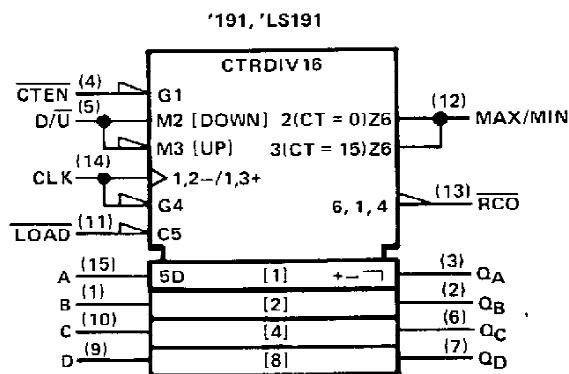 '191, 'LS191
CTRDIV16
CTEN (4) G1
D/U (5) M2 [DOWN] 2(CT = 0)Z6 (12) MAX/MIN
M3 [UP] 3(CT = 15)Z6
CLK (14) 1,2−/1,3+
G4 6, 1, 4 (13) RCO
LOAD (11) C5
A (15) 5D [1] +− (3) QA
B (1) [2] (2) QB
C (10) [4] (6) QC
D (9) [8] (7) QD